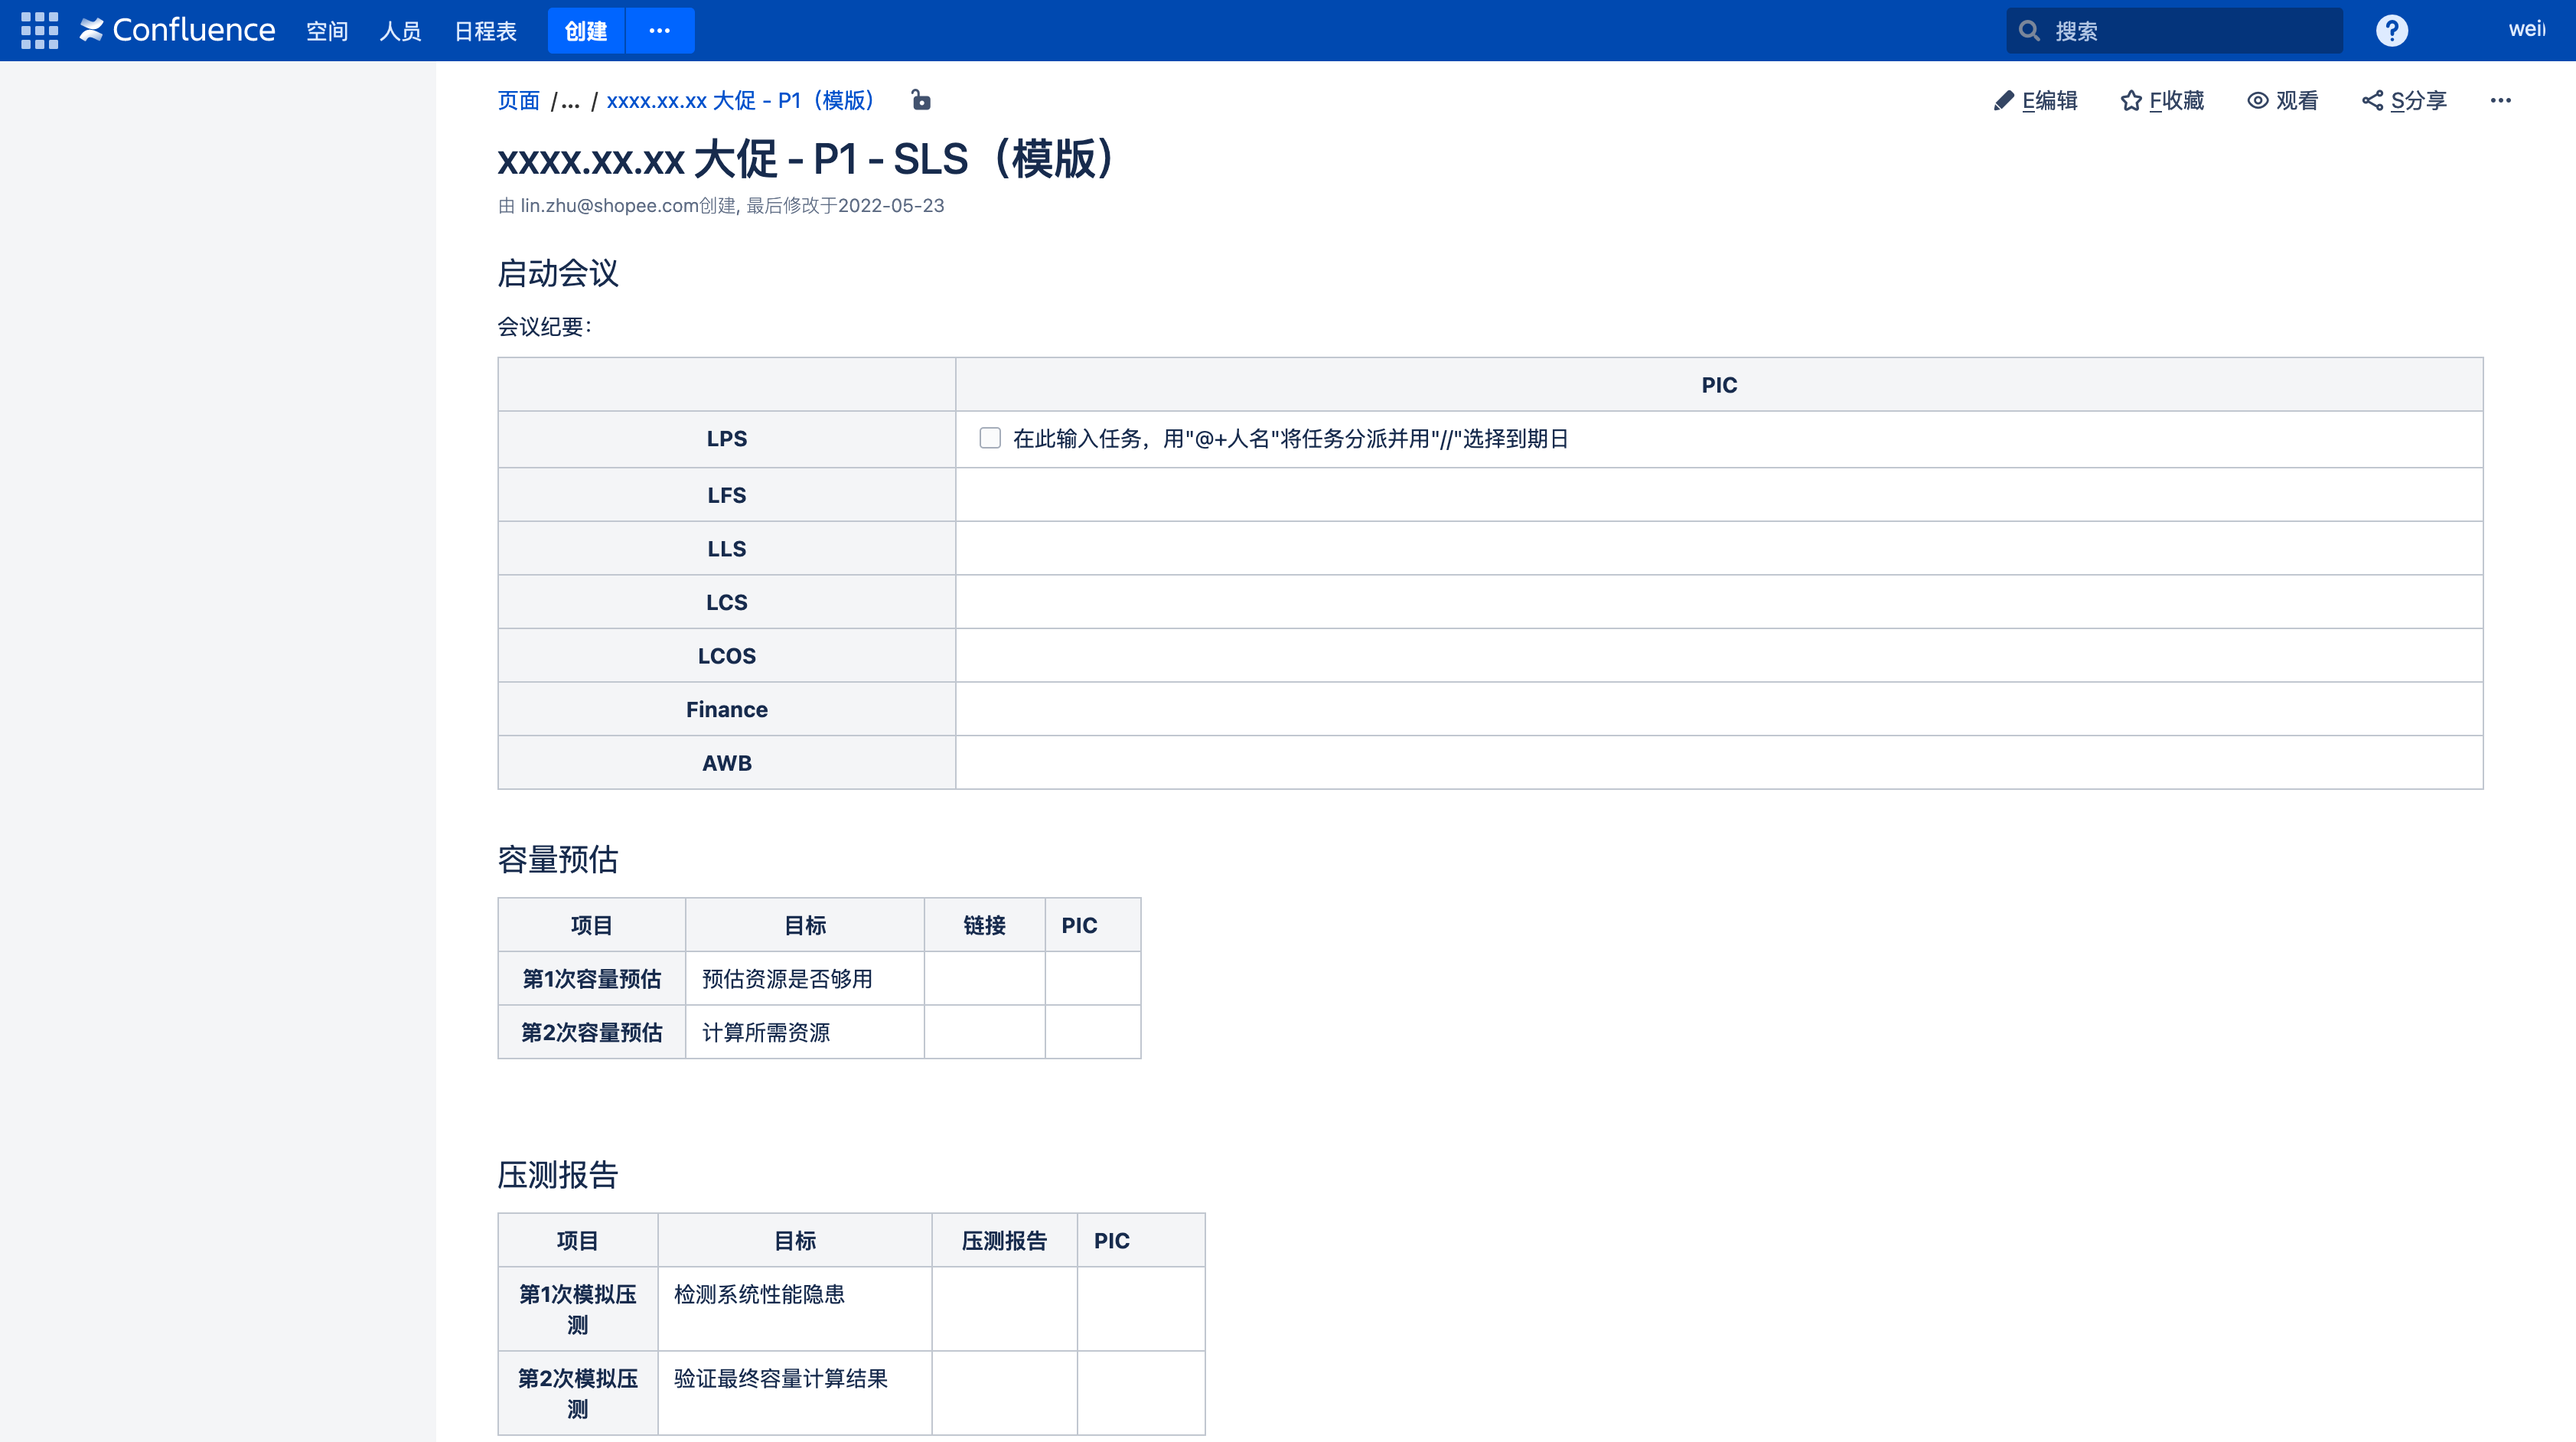 Confluence 空间 人员 日程表 创建 ··· 搜索 ?
页面 /... / xxxx.xx.xx 大促 - P1（模版） E编辑 F收藏 观看 S分享 ···
xxxx.xx.xx 大促 - P1 - SLS（模版）
由 lin.zhu@shopee.com创建, 最后修改于2022-05-23
启动会议
会议纪要：
PIC
LPS 在此输入任务，用"@+人名"将任务分派并用"//"选择到期日
LFS
LLS
LCS
LCOS
Finance
AWB
容量预估
项目 目标 链接 PIC
第1次容量预估 预估资源是否够用
第2次容量预估 计算所需资源
压测报告
项目 目标 压测报告 PIC
第1次模拟压 检测系统性能隐患
测
第2次模拟压 验证最终容量计算结果
测